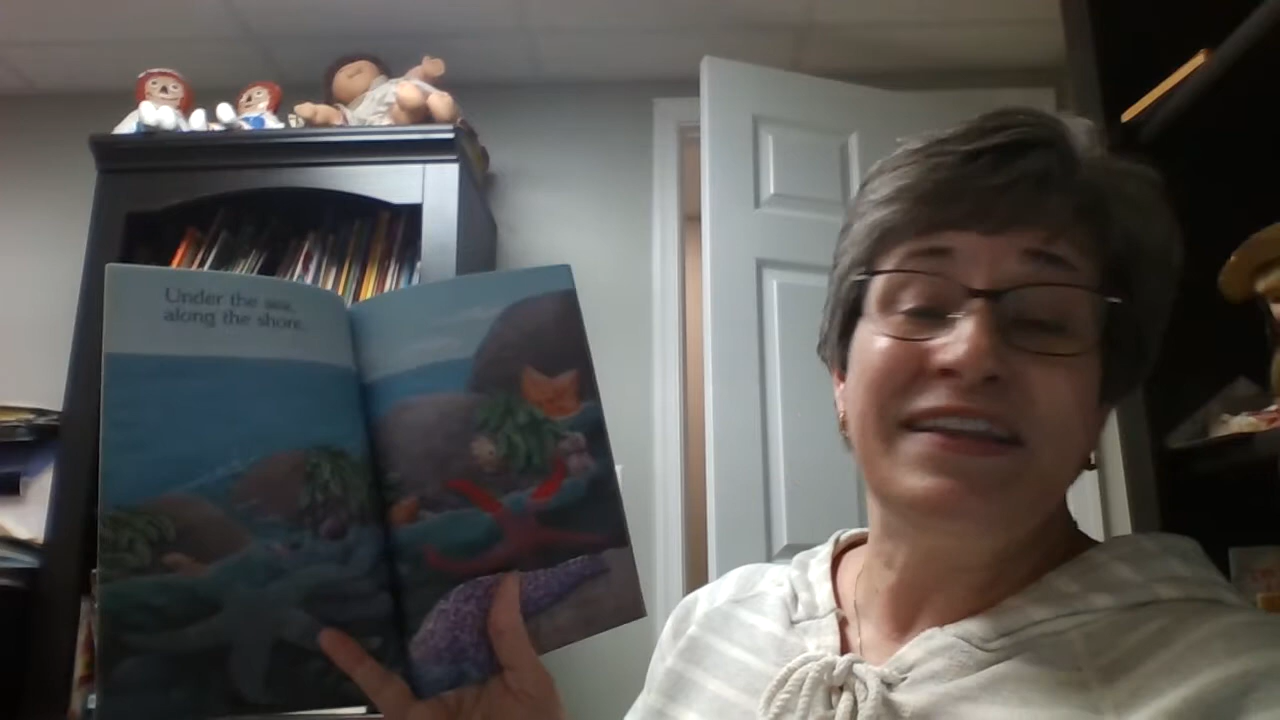 Under the sea,
along the shore.